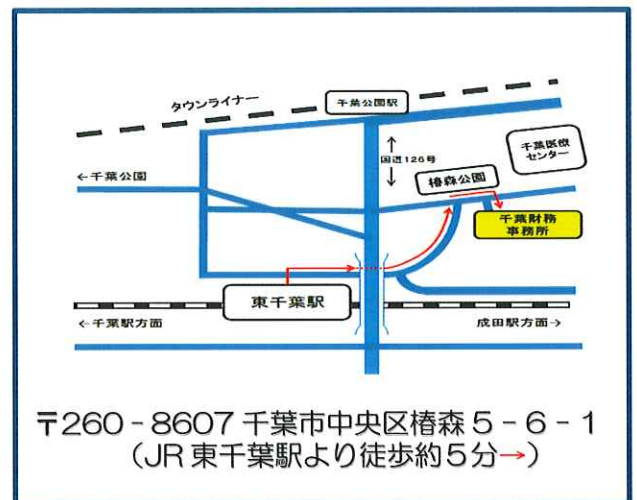 タウンライナー
千葉公園駅
↑
国道126号
↓
千葉医療
センター
←千葉公園
椿森公園
千葉財務
事務所
東千葉駅
←千葉駅方面
成田駅方面→
〒260-8607 千葉市中央区椿森5-6-1
（JR東千葉駅より徒歩約5分→）